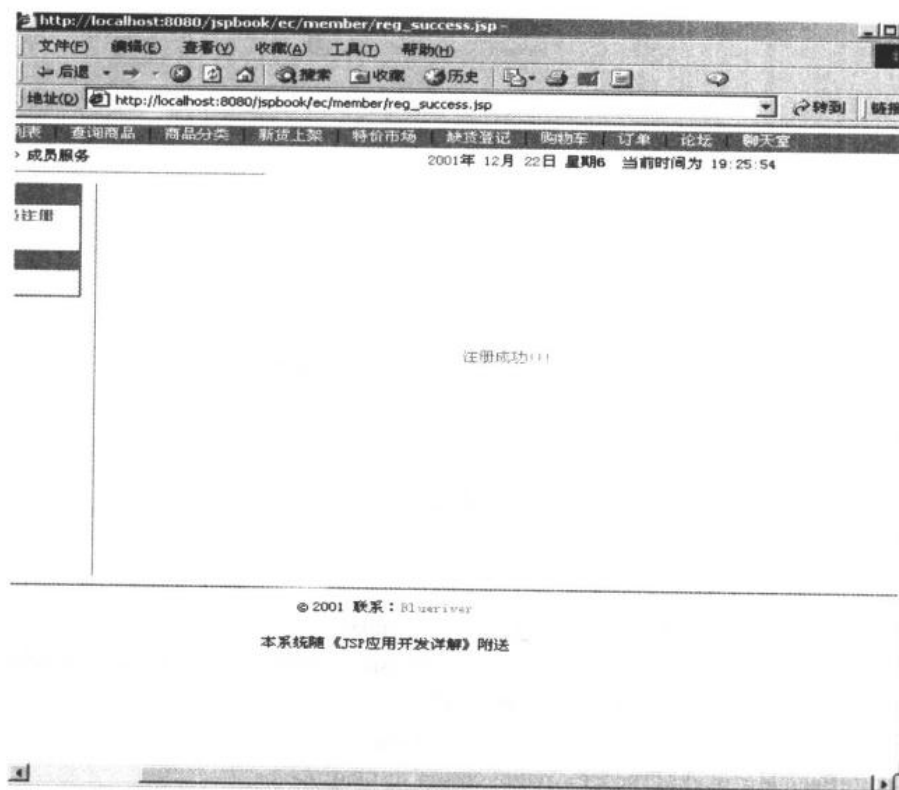 http://localhost:8080/jspbook/ec/member/reg_success.jsp -
文件(F) 编辑(E) 查看(V) 收藏(A) 工具(T) 帮助(H)
后退 搜索 收藏 历史
地址(D) http://localhost:8080/jspbook/ec/member/reg_success.jsp 转到 链接
列表 查询商品 商品分类 新货上架 特价市场 缺货登记 购物车 订单 论坛 聊天室
> 成员服务 2001年 12月 22日 星期6 当前时间为 19:25:54
注册
注册成功!!!
© 2001 联系：Blueriver
本系统随《JSP应用开发详解》附送